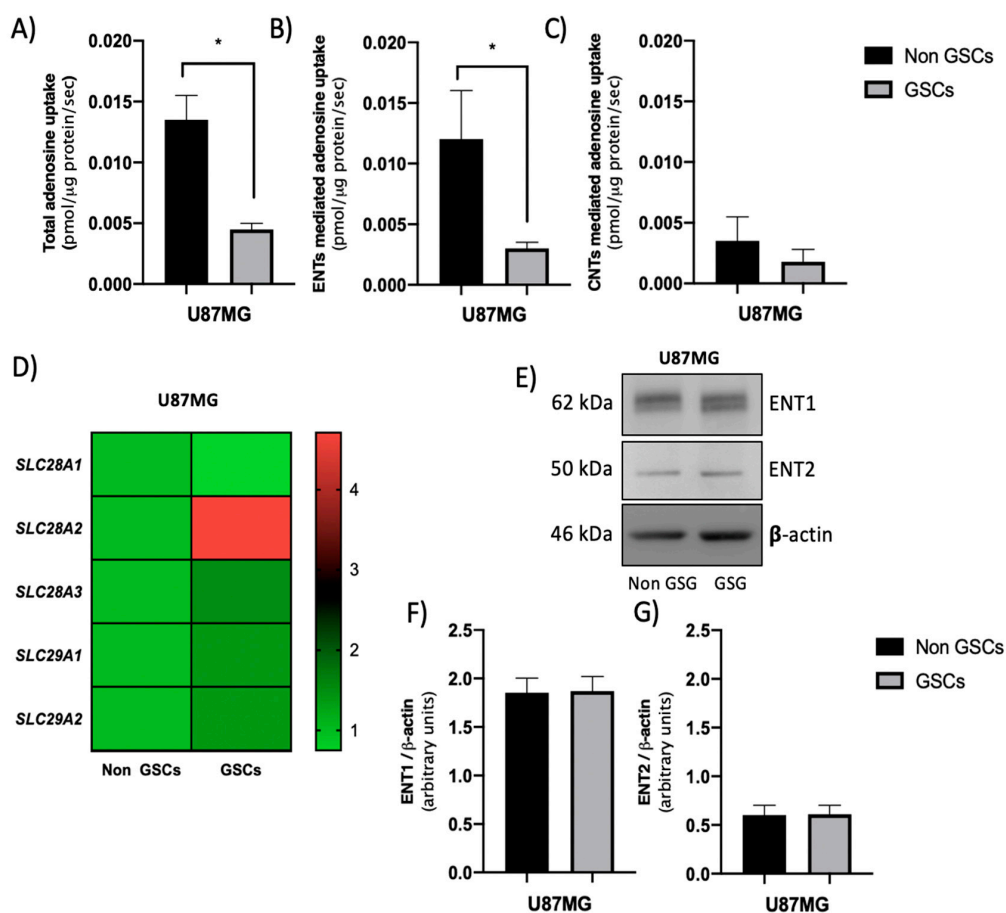 A)
Total adenosine uptake
(pmol/µg protein/sec)
0.020
0.015
0.010
0.005
0.000
*
U87MG
B)
ENTs mediated adenosine uptake
(pmol/µg protein/sec)
0.020
0.015
0.010
0.005
0.000
*
U87MG
C)
CNTs mediated adenosine uptake
(pmol/µg protein/sec)
0.020
0.015
0.010
0.005
0.000
U87MG
Non GSCs
GSCs
D)
U87MG
SLC28A1
SLC28A2
SLC28A3
SLC29A1
SLC29A2
Non GSCs
GSCs
4
3
2
1
E)
U87MG
62 kDa
ENT1
50 kDa
ENT2
46 kDa
β-actin
Non GSG
GSG
F)
ENT1 / β-actin
(arbitrary units)
2.5
2.0
1.5
1.0
0.5
0.0
U87MG
G)
ENT2 / β-actin
(arbitrary units)
2.5
2.0
1.5
1.0
0.5
0.0
U87MG
Non GSCs
GSCs